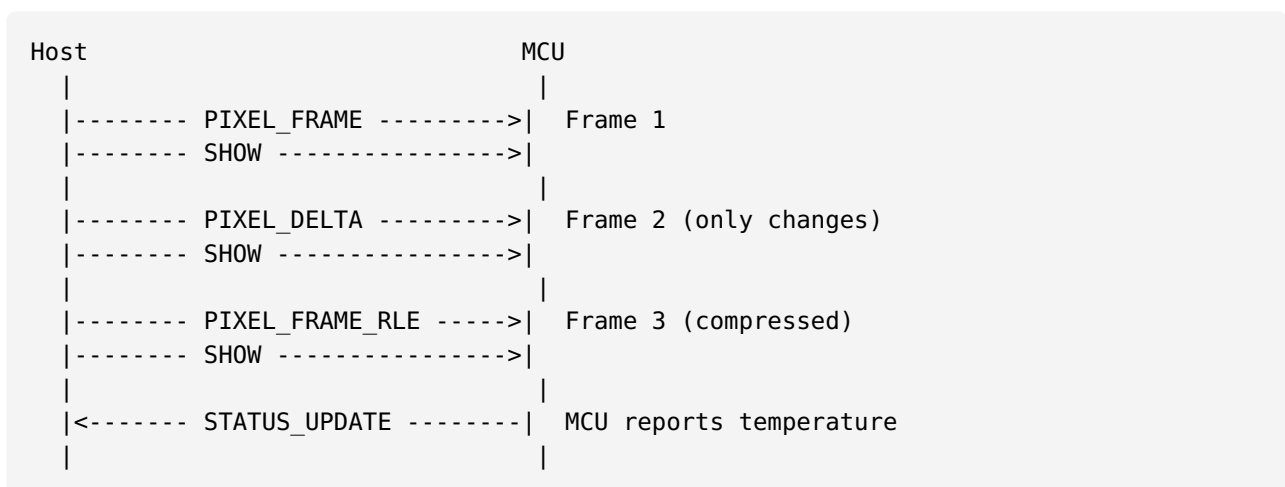 Host                             MCU
  |                               |
  |-------- PIXEL_FRAME --------->|  Frame 1
  |-------- SHOW ---------------->|
  |                               |
  |-------- PIXEL_DELTA --------->|  Frame 2 (only changes)
  |-------- SHOW ---------------->|
  |                               |
  |-------- PIXEL_FRAME_RLE ----->|  Frame 3 (compressed)
  |-------- SHOW ---------------->|
  |                               |
  |<------- STATUS_UPDATE --------|  MCU reports temperature
  |                               |